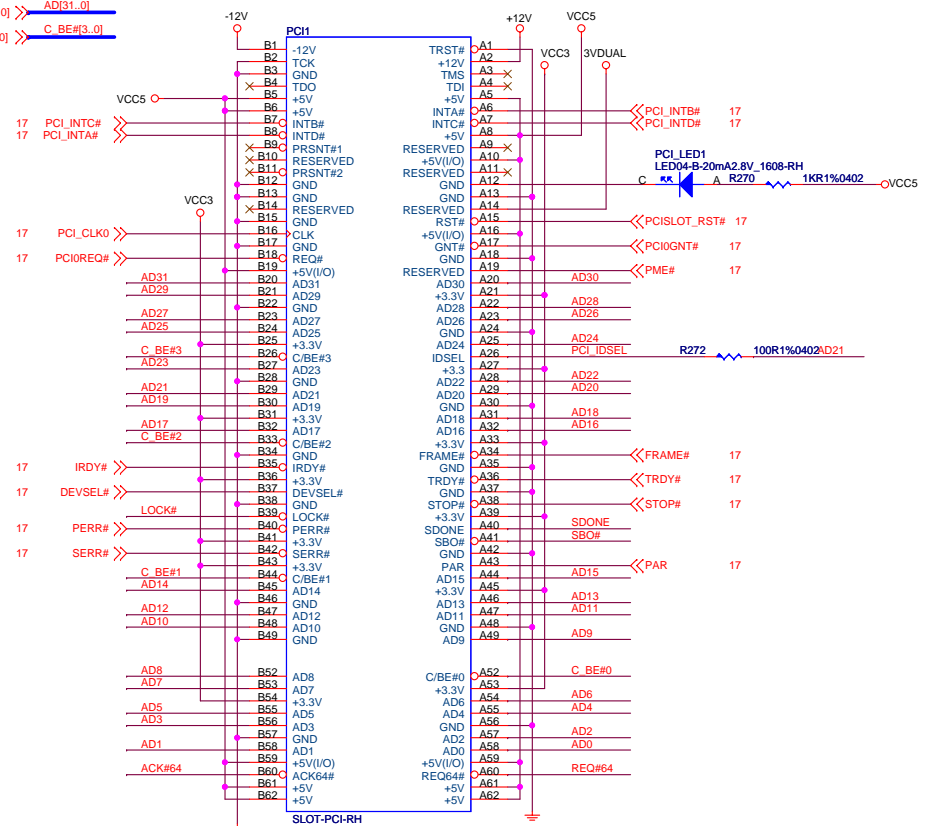 0] AD[31..0]
0] C_BE#[3..0]
-12V +12V VCC5
PCI1
VCC3 3VDUAL
B1 -12V TRST# A1
B2 TCK +12V A2
B3 GND TMS A3
B4 TDO TDI A4
VCC5 B5 +5V +5V A5
B6 +5V INTA# A6 PCI_INTB# 17
17 PCI_INTC# B7 INTB# INTC# A7 PCI_INTD# 17
17 PCI_INTA# B8 INTD# +5V A8
B9 PRSNT#1 RESERVED A9
B10 RESERVED +5V(I/O) A10
B11 PRSNT#2 RESERVED A11
PCI_LED1
LED04-B-20mA2.8V_1608-RH
B12 GND GND A12 C A R270 1KR1%0402 VCC5
B13 GND GND A13
B14 RESERVED RESERVED A14
VCC3
B15 GND RST# A15 PCISLOT_RST# 17
17 PCI_CLK0 B16 CLK +5V(I/O) A16
B17 GND GNT# A17 PCI0GNT# 17
17 PCI0REQ# B18 REQ# GND A18
B19 +5V(I/O) RESERVED A19 PME# 17
AD31 B20 AD31 AD30 A20 AD30
AD29 B21 AD29 +3.3V A21
B22 GND AD28 A22 AD28
AD27 B23 AD27 AD26 A23 AD26
AD25 B24 AD25 GND A24
B25 +3.3V AD24 A25 AD24
C_BE#3 B26 C/BE#3 IDSEL A26 PCI_IDSEL R272 100R1%0402 AD21
AD23 B27 AD23 +3.3 A27
B28 GND AD22 A28 AD22
AD21 B29 AD21 AD20 A29 AD20
AD19 B30 AD19 GND A30
B31 +3.3V AD18 A31 AD18
AD17 B32 AD17 AD16 A32 AD16
C_BE#2 B33 C/BE#2 +3.3V A33
B34 GND FRAME# A34 FRAME# 17
17 IRDY# B35 IRDY# GND A35
B36 +3.3V TRDY# A36 TRDY# 17
17 DEVSEL# B37 DEVSEL# GND A37
B38 GND STOP# A38 STOP# 17
LOCK# B39 LOCK# +3.3V A39
17 PERR# B40 PERR# SDONE A40 SDONE
B41 +3.3V SBO# A41 SBO#
17 SERR# B42 SERR# GND A42
B43 +3.3V PAR A43 PAR 17
C_BE#1 B44 C/BE#1 AD15 A44 AD15
AD14 B45 AD14 +3.3V A45
B46 GND AD13 A46 AD13
AD12 B47 AD12 AD11 A47 AD11
AD10 B48 AD10 GND A48
B49 GND AD9 A49 AD9
AD8 B52 AD8 C/BE#0 A52 C_BE#0
AD7 B53 AD7 +3.3V A53
B54 +3.3V AD6 A54 AD6
AD5 B55 AD5 AD4 A55 AD4
AD3 B56 AD3 GND A56
B57 GND AD2 A57 AD2
AD1 B58 AD1 AD0 A58 AD0
B59 +5V(I/O) +5V(I/O) A59
ACK#64 B60 ACK64# REQ64# A60 REQ#64
B61 +5V +5V A61
B62 +5V +5V A62
SLOT-PCI-RH